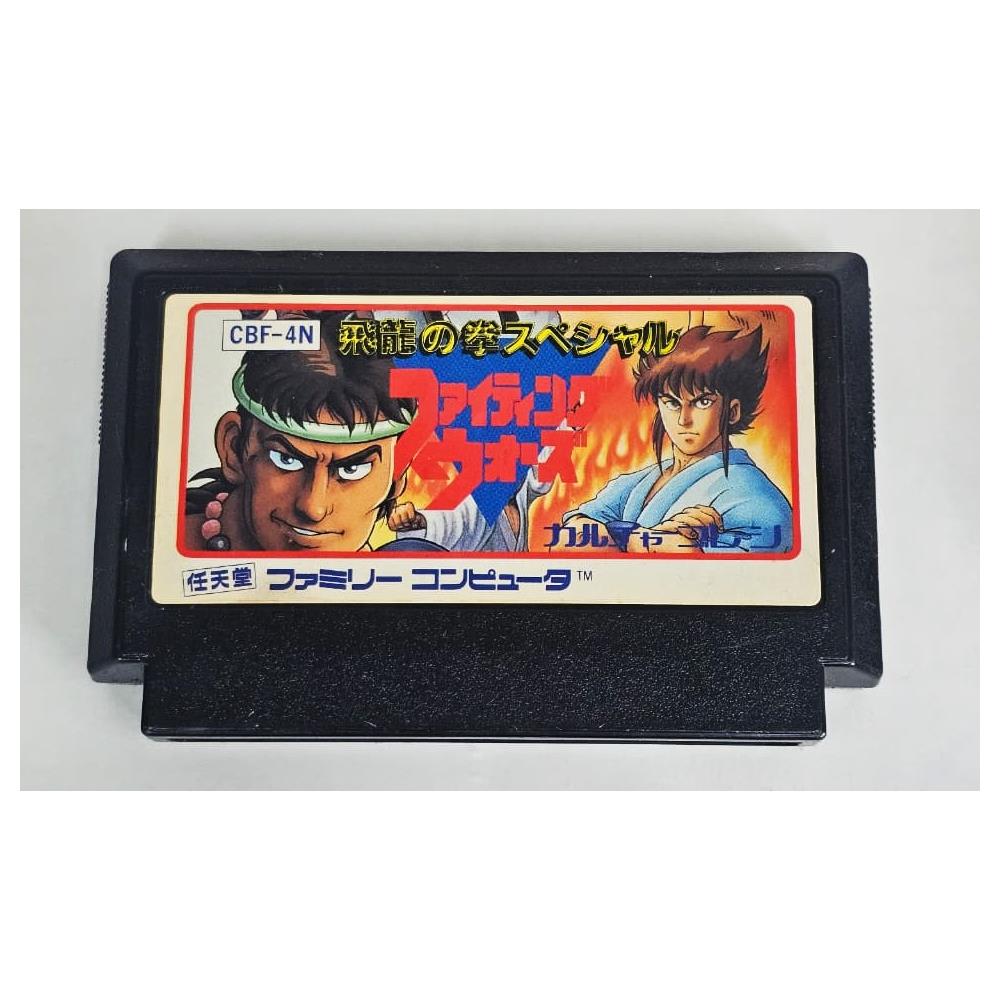 CBF-4N
飛龍の拳スペシャル
ファイティング
ウォーズ
カルチャーブレーン
任天堂 ファミリー コンピュータ™